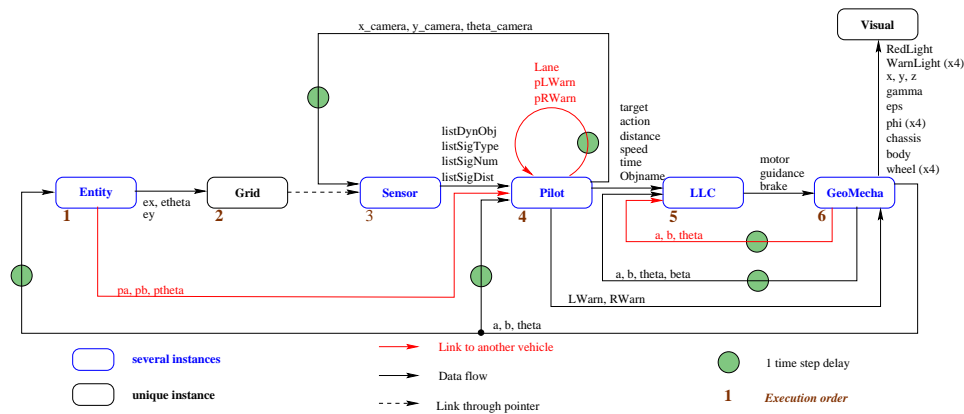 Visual
x_camera, y_camera, theta_camera
RedLight
WarnLight (x4)
x, y, z
gamma
eps
phi (x4)
chassis
body
wheel (x4)
Lane
pLWarn
pRWarn
target
action
distance
speed
time
Objname
listDynObj
listSigType
listSigNum
listSigDist
motor
guidance
brake
Entity
Grid
Sensor
Pilot
LLC
GeoMecha
ex, etheta
ey
1
2
3
4
5
6
a, b, theta
a, b, theta, beta
pa, pb, ptheta
LWarn, RWarn
a, b, theta
several instances
Link to another vehicle
1 time step delay
Data flow
unique instance
Link through pointer
1
Execution order